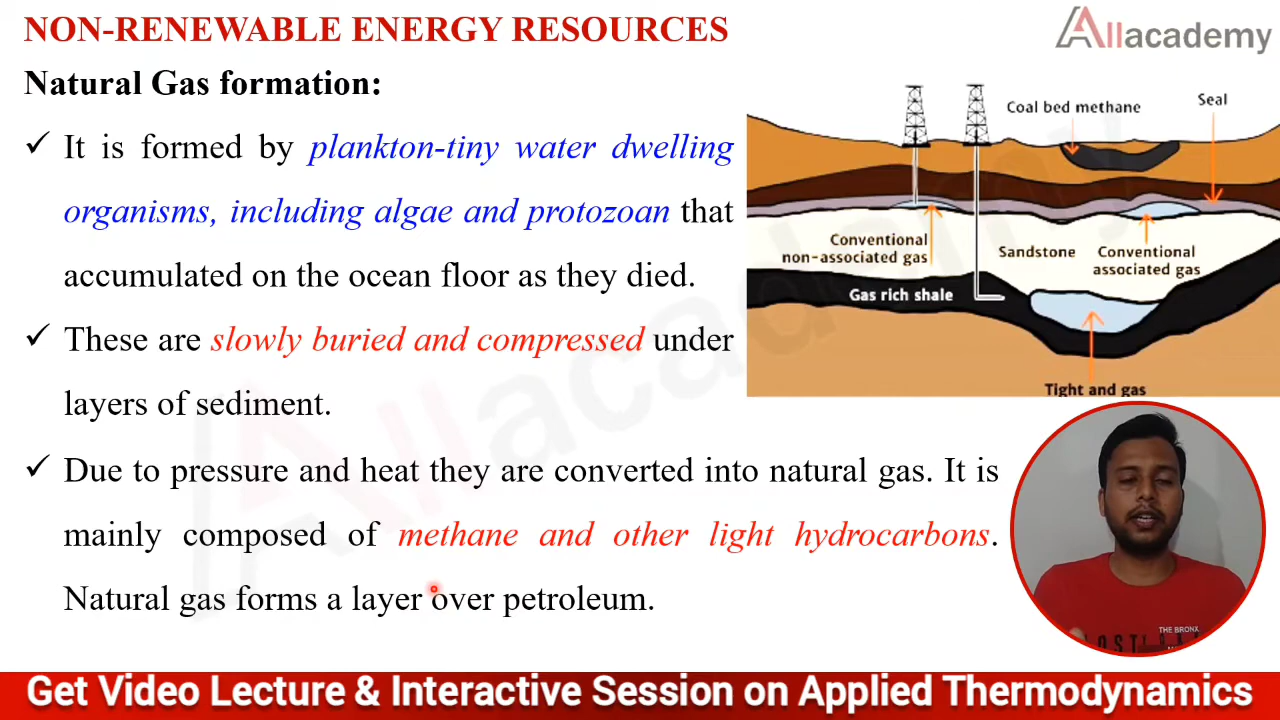 NON-RENEWABLE ENERGY RESOURCES
Allacademy
Natural Gas formation:
✓ It is formed by plankton-tiny water dwelling
organisms, including algae and protozoan that
accumulated on the ocean floor as they died.
✓ These are slowly buried and compressed under
layers of sediment.
✓ Due to pressure and heat they are converted into natural gas. It is
mainly composed of methane and other light hydrocarbons.
Natural gas forms a layer over petroleum.
Coal bed methane
Seal
Conventional
non-associated gas
Sandstone
Conventional
associated gas
Gas rich shale
Tight and gas
Allacademy
THE BRONX
Get Video Lecture & Interactive Session on Applied Thermodynamics